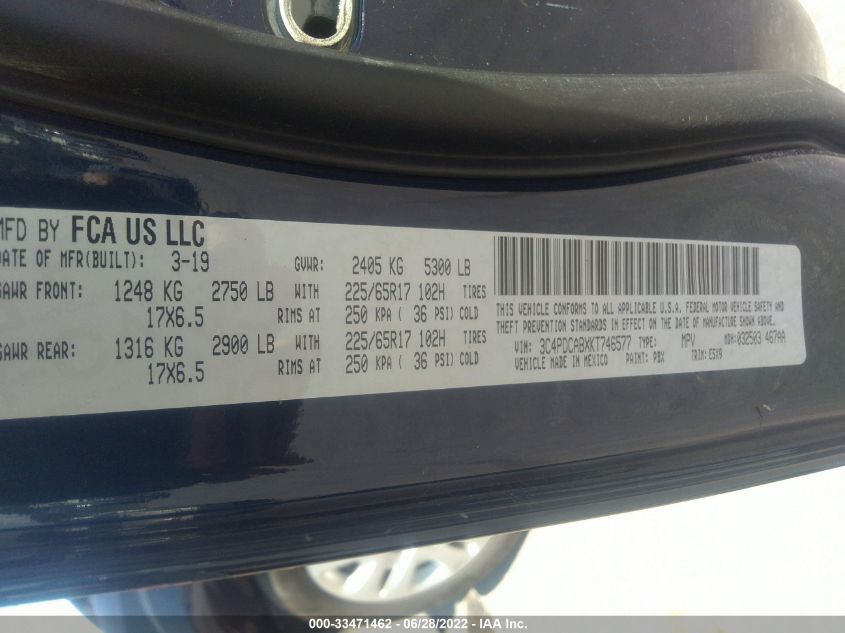 MFD BY FCA US LLC
DATE OF MFR(BUILT): 3-19 GVWR: 2405 KG 5300 LB
GAWR FRONT: 1248 KG 2750 LB WITH 225/65R17 102H TIRES
17X6.5 RIMS AT 250 KPA ( 36 PSI) COLD
GAWR REAR: 1316 KG 2900 LB WITH 225/65R17 102H TIRES
17X6.5 RIMS AT 250 KPA ( 36 PSI) COLD
THIS VEHICLE CONFORMS TO ALL APPLICABLE U.S.A. FEDERAL MOTOR VEHICLE SAFETY AND
THEFT PREVENTION STANDARDS IN EFFECT ON THE DATE OF MANUFACTURE SHOWN ABOVE.
VIN: 3C4PDCABXKT746577 TYPE: MPV MDH: 032503 467AA
VEHICLE MADE IN MEXICO PAINT: PBX TRIM: E5X9
000-33471462 - 06/28/2022 - IAA Inc.